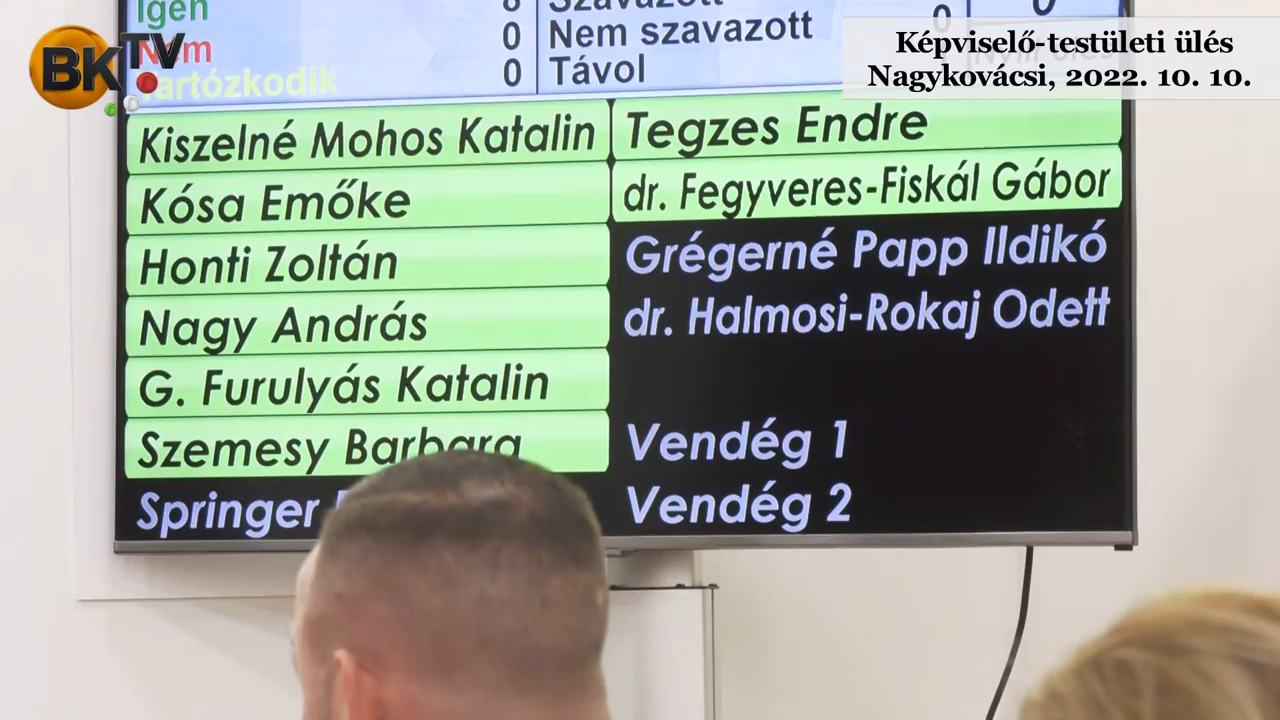 BKTV
Képviselő-testületi ülés
Nagykovácsi, 2022. 10. 10.
Igen 8
Szavazott
Nem 0
Nem szavazott 0
Tartózkodik 0
Távol
Kiszelné Mohos Katalin
Kósa Emőke
Honti Zoltán
Nagy András
G. Furulyás Katalin
Szemesy Barbara
Springer
Tegzes Endre
dr. Fegyveres-Fiskál Gábor
Grégerné Papp Ildikó
dr. Halmosi-Rokaj Odett
Vendég 1
Vendég 2